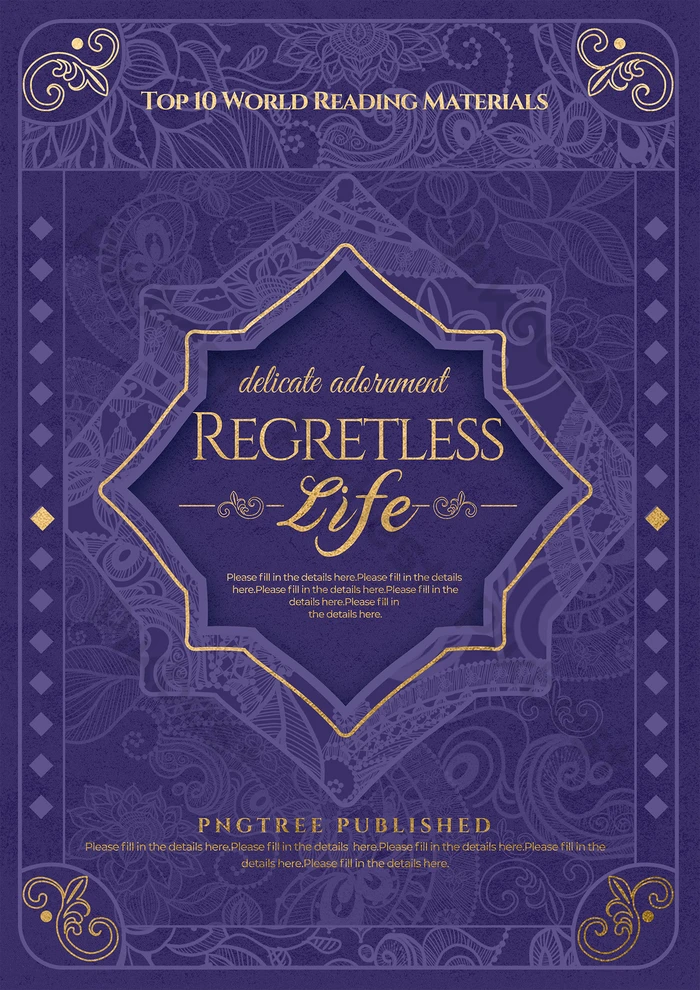 Top 10 World Reading Materials
delicate adornment
Regretless
Life
Please fill in the details here.Please fill in the details
here.Please fill in the details here.Please fill in the
details here.Please fill in
the details here.
PNGTREE PUBLISHED
Please fill in the details here.Please fill in the details here.Please fill in the details here.Please fill in the
details here.Please fill in the details here.